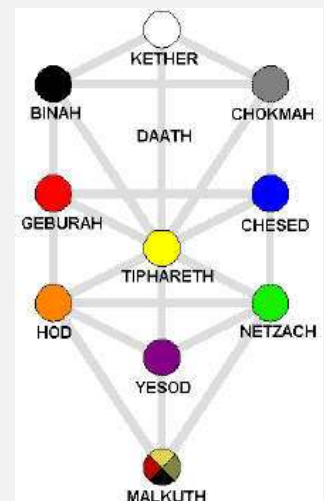 KETHER
BINAH
CHOKMAH
DAATH
GEBURAH
CHESED
TIPHARETH
HOD
NETZACH
YESOD
MALKUTH